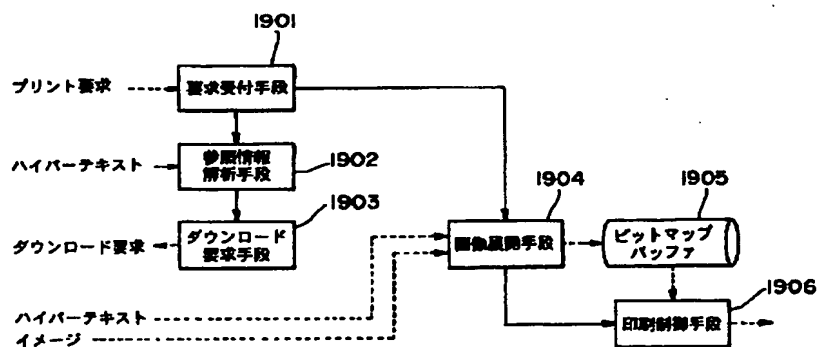 1901
プリント要求
要求受付手段
ハイパーテキスト
参照情報
解析手段
1902
1903
ダウンロード要求
ダウンロード
要求手段
1904
1905
画像展開手段
ビットマップ
バッファ
ハイパーテキスト
イメージ
1906
印刷制御手段